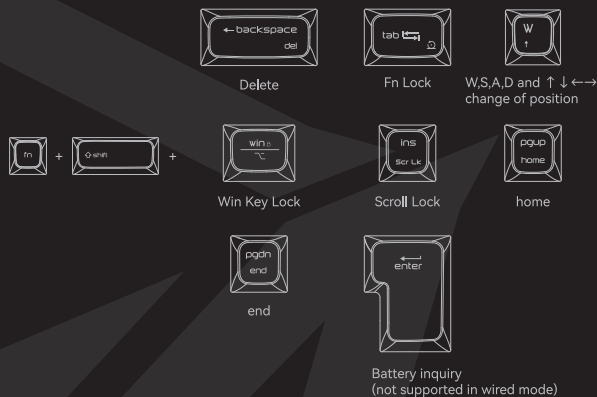 ← backspace
del
tab
W
↑
Delete
Fn Lock
W,S,A,D and ↑ ↓ ← →
change of position
fn
+
⇧ shift
+
win
⌥
ins
Scr Lk
pgup
home
Win Key Lock
Scroll Lock
home
pgdn
end
enter
end
Battery inquiry
(not supported in wired mode)